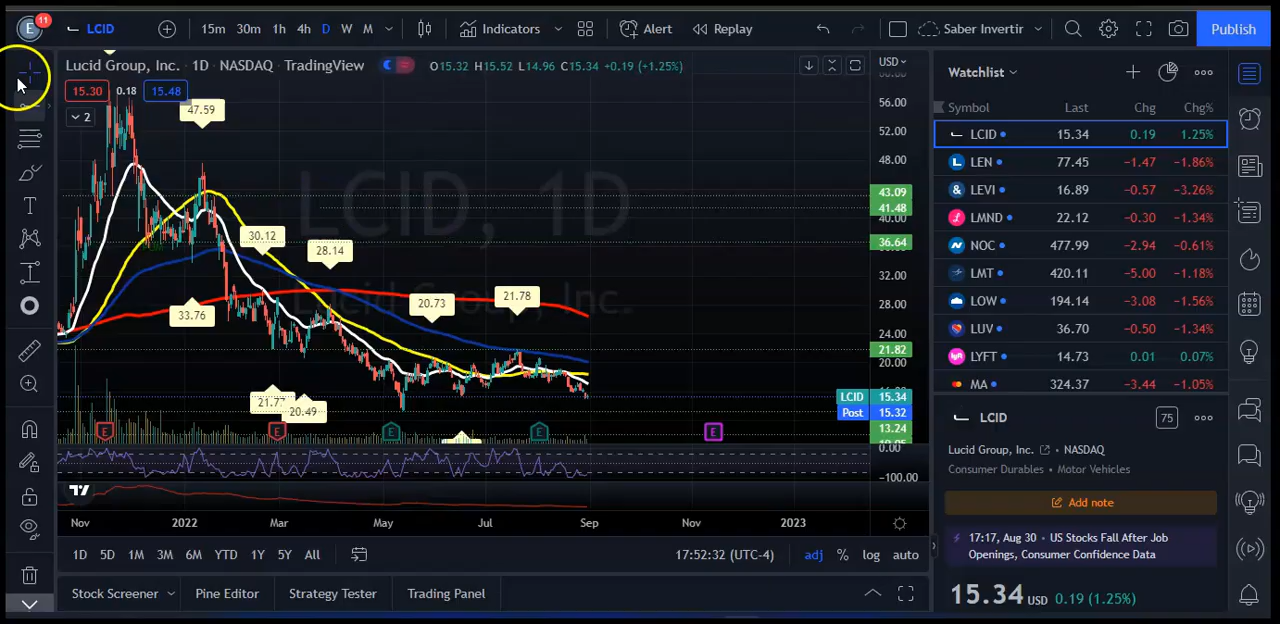 E 11 LCID 15m 30m 1h 4h D W M Indicators Alert Replay Saber Invertir Publish
Lucid Group, Inc. · 1D · NASDAQ · TradingView O15.32 H15.52 L14.96 C15.34 +0.19 (+1.25%) USD
15.30 0.18 15.48
2
LCID, 1D
Lucid Group, Inc.
47.59
30.12
28.14
33.76
20.73
21.78
21.77
20.49
56.00
52.00
48.00
43.09
41.48
40.00
36.64
32.00
28.00
24.00
21.82
20.00
LCID 15.34
Post 15.32
13.24
0.00
-100.00
E E E E E
Nov 2022 Mar May Jul Sep Nov 2023
1D 5D 1M 3M 6M YTD 1Y 5Y All 17:52:32 (UTC-4) adj % log auto
Stock Screener Pine Editor Strategy Tester Trading Panel
Watchlist
Symbol Last Chg Chg%
LCID 15.34 0.19 1.25%
LEN 77.45 −1.47 −1.86%
LEVI 16.89 −0.57 −3.26%
LMND 22.12 −0.30 −1.34%
NOC 477.99 −2.94 −0.61%
LMT 420.11 −5.00 −1.18%
LOW 194.14 −3.08 −1.56%
LUV 36.70 −0.50 −1.34%
LYFT 14.73 0.01 0.07%
MA 324.37 −3.44 −1.05%
LCID 75
Lucid Group, Inc. • NASDAQ
Consumer Durables • Motor Vehicles
Add note
17:17, Aug 30 • US Stocks Fall After Job
Openings, Consumer Confidence Data
15.34 USD 0.19 (1.25%)